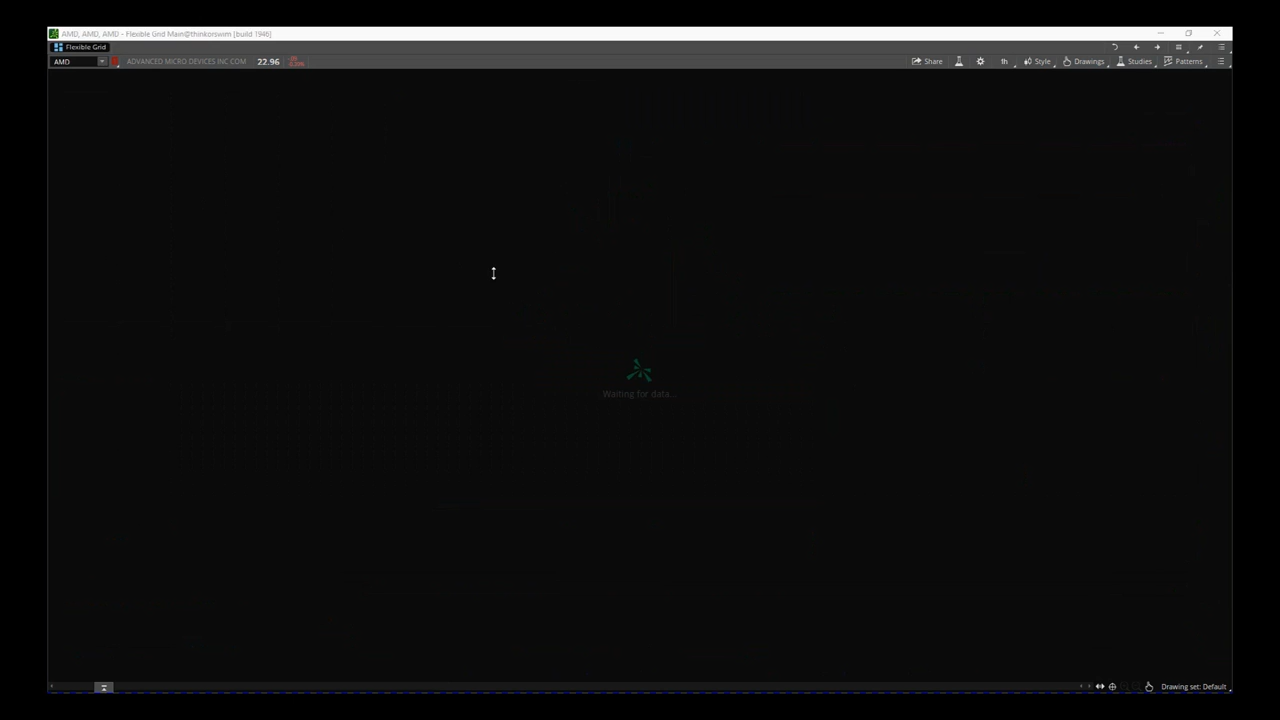 AMD, AMD, AMD - Flexible Grid Main@thinkorswim [build 1946]
Flexible Grid
AMD ADVANCED MICRO DEVICES INC COM 22.96 Share 1h Style Drawings Studies Patterns
Waiting for data...
Drawing set: Default